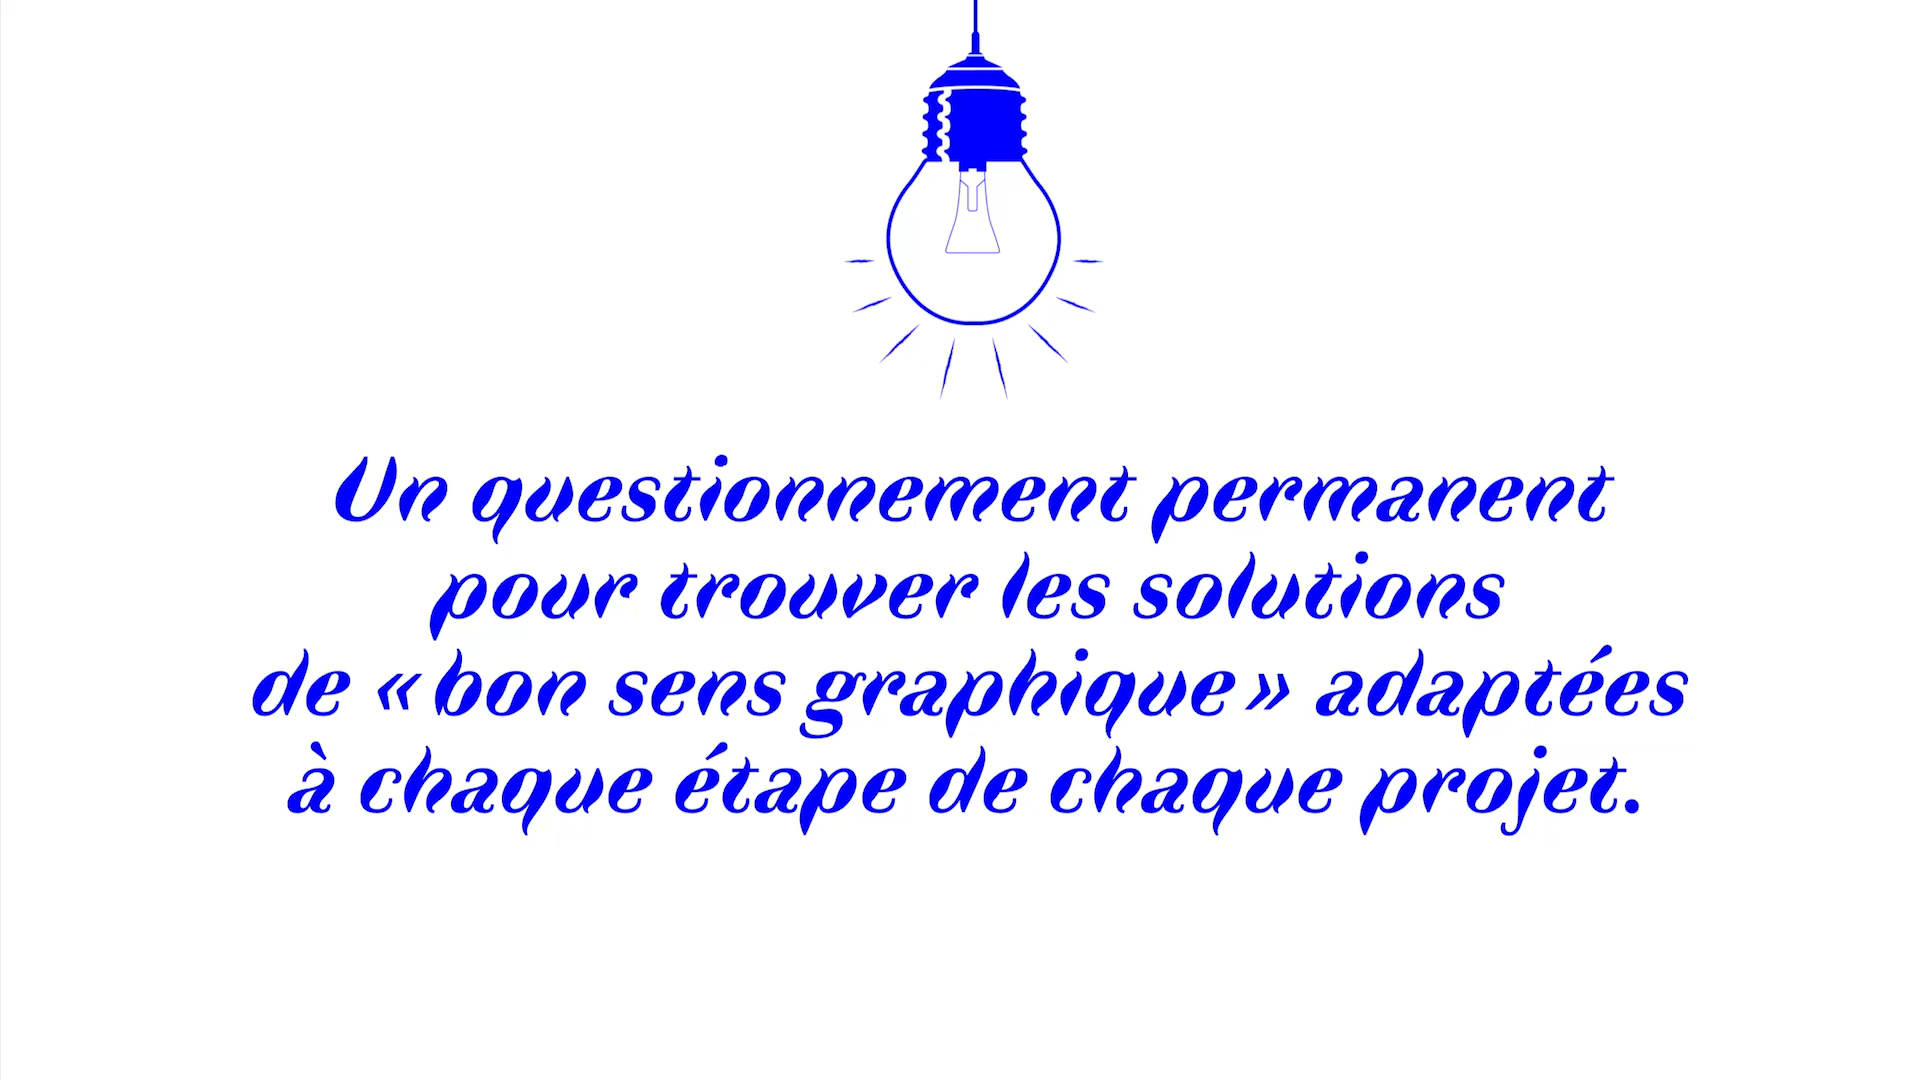 Un questionnement permanent
pour trouver les solutions
de « bon sens graphique » adaptées
à chaque étape de chaque projet.